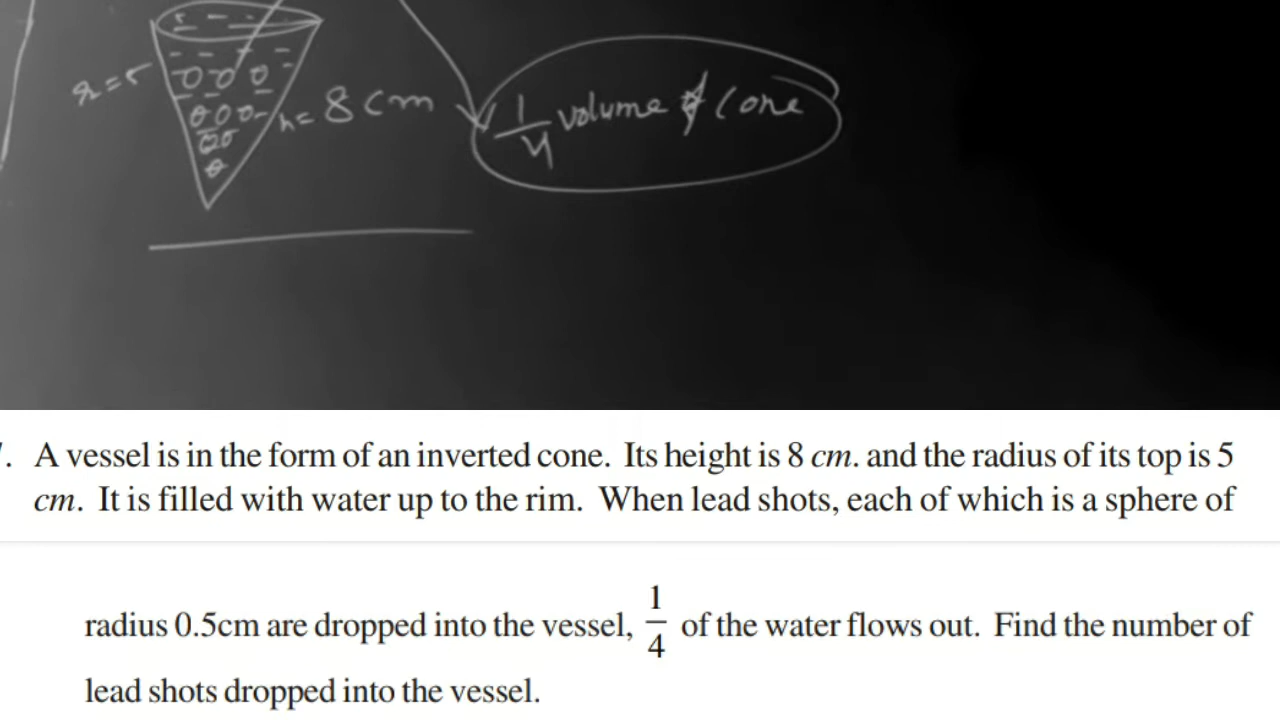 r=5
h= 8 cm
1/4 volume of cone
. A vessel is in the form of an inverted cone. Its height is 8 cm. and the radius of its top is 5
cm. It is filled with water up to the rim. When lead shots, each of which is a sphere of
radius 0.5cm are dropped into the vessel, 1/4 of the water flows out. Find the number of
lead shots dropped into the vessel.